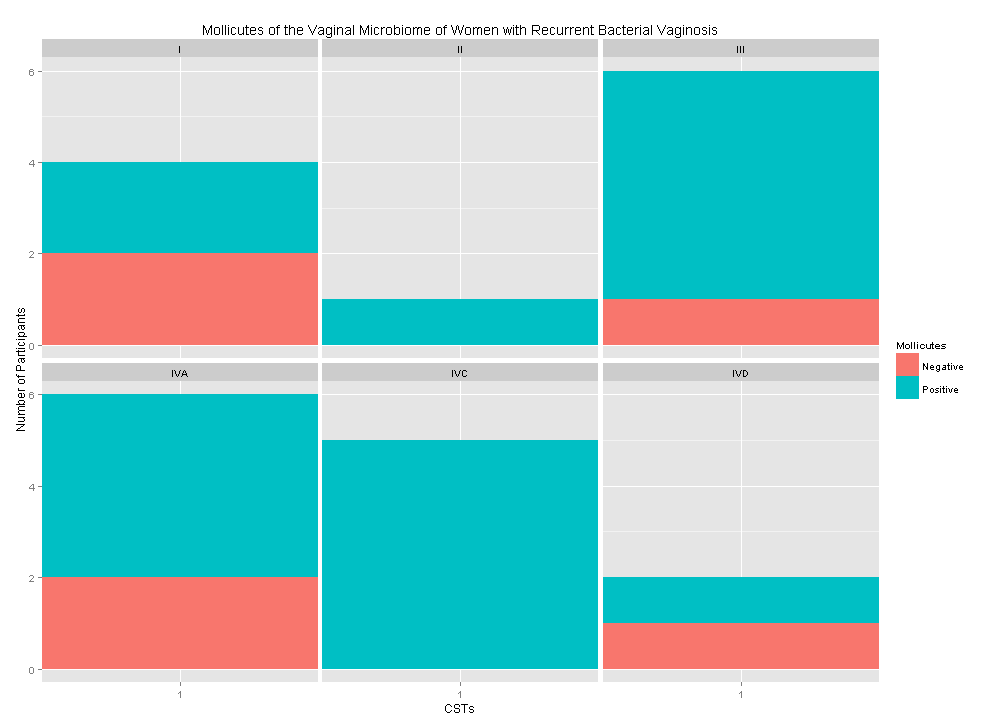 Mollicutes of the Vaginal Microbiome of Women with Recurrent Bacterial Vaginosis
I
II
III
6
4
2
0
IVA
IVC
IVD
6
4
2
0
1
1
1
CSTs
Number of Participants
Mollicutes
Negative
Positive